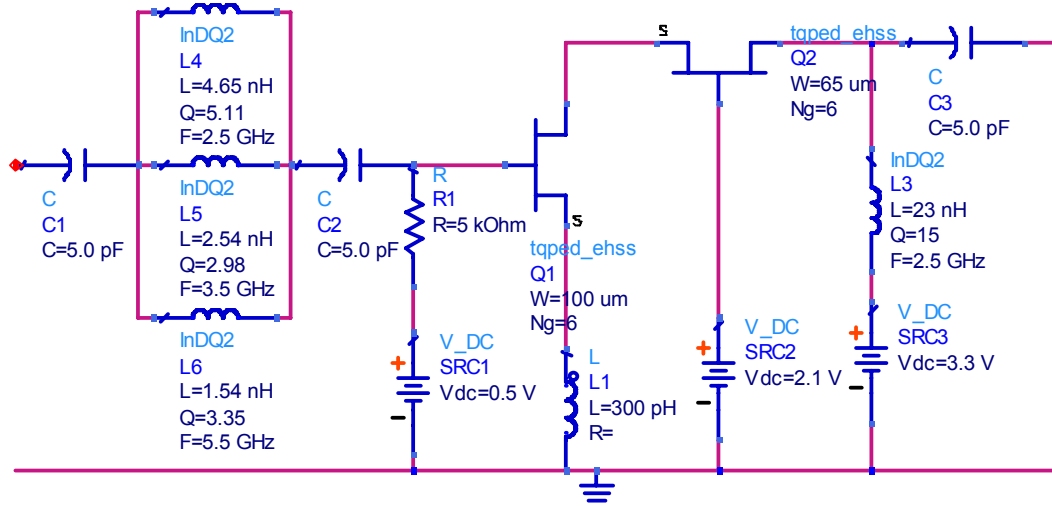 InDQ2
L4
L=4.65 nH
Q=5.11
F=2.5 GHz
InDQ2
L5
L=2.54 nH
Q=2.98
F=3.5 GHz
InDQ2
L6
L=1.54 nH
Q=3.35
F=5.5 GHz
C
C1
C=5.0 pF
C
C2
C=5.0 pF
R
R1
R=5 kOhm
V_DC
SRC1
Vdc=0.5 V
s
tqped_ehss
Q1
W=100 um
Ng=6
L
L1
L=300 pH
R=
s
tqped_ehss
Q2
W=65 um
Ng=6
V_DC
SRC2
Vdc=2.1 V
C
C3
C=5.0 pF
InDQ2
L3
L=23 nH
Q=15
F=2.5 GHz
V_DC
SRC3
Vdc=3.3 V